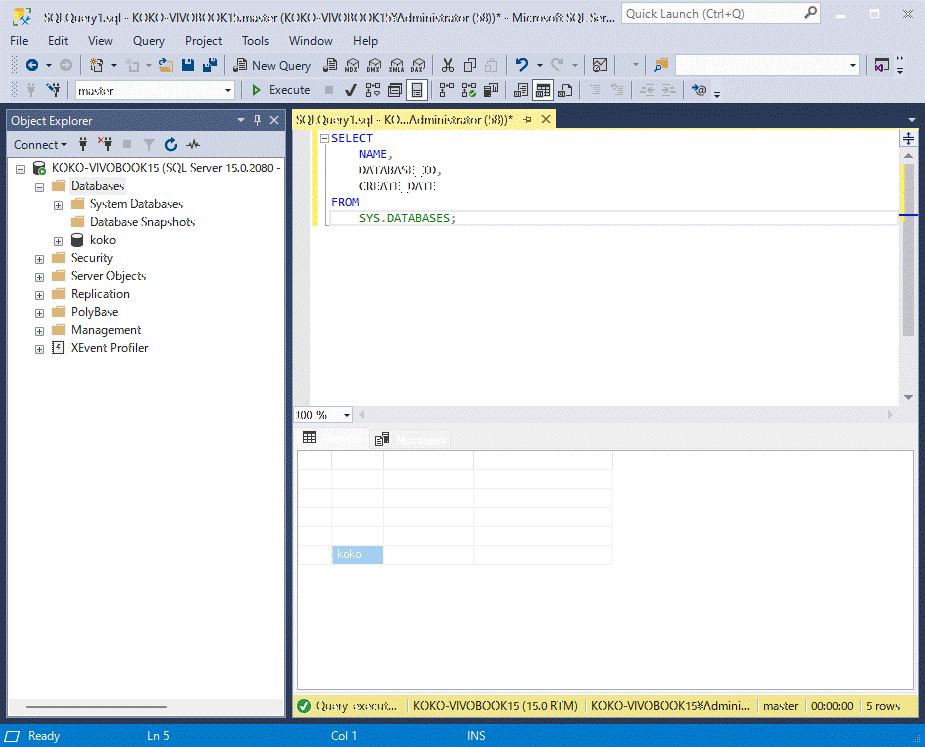 SQLQuery1.sql - KOKO-VIVOBOOK15.master (KOKO-VIVOBOOK15¥Administrator (58))* - Microsoft SQL Ser...
Quick Launch (Ctrl+Q)
File Edit View Query Project Tools Window Help
New Query
MDX DMX XMLA DAX
master
Execute
Object Explorer
Connect
KOKO-VIVOBOOK15 (SQL Server 15.0.2080 -
Databases
System Databases
Database Snapshots
koko
Security
Server Objects
Replication
PolyBase
Management
XEvent Profiler
SQLQuery1.sql - KO...Administrator (58))*
SELECT
NAME,
DATABASE_ID,
CREATE_DATE
FROM
SYS.DATABASES;
100 %
Results Messages
koko
Query execut... KOKO-VIVOBOOK15 (15.0 RTM) KOKO-VIVOBOOK15¥Admini... master 00:00:00 5 rows
Ready Ln 5 Col 1 INS